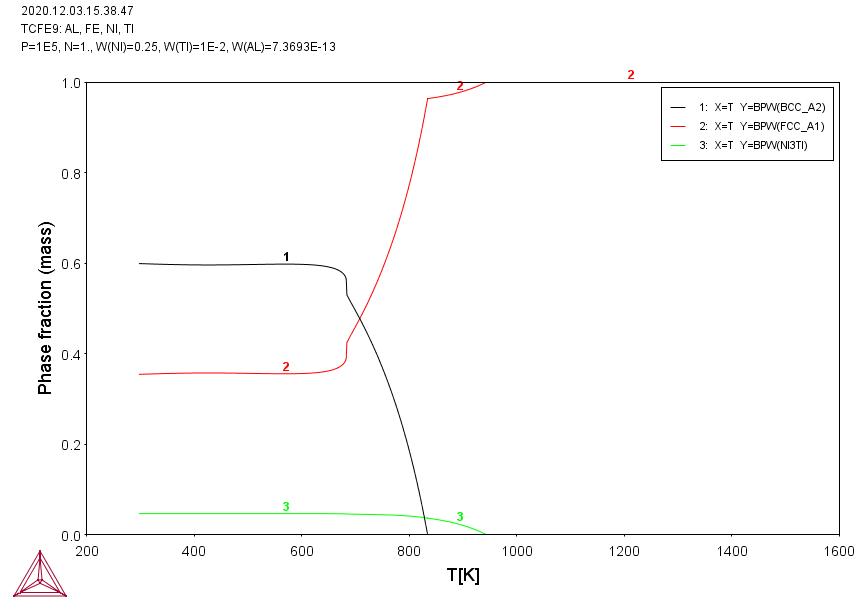 2020.12.03.15.38.47
TCFE9: AL, FE, NI, TI
P=1E5, N=1., W(NI)=0.25, W(TI)=1E-2, W(AL)=7.3693E-13
2
1.0
2
1: X=T Y=BPW(BCC_A2)
2: X=T Y=BPW(FCC_A1)
3: X=T Y=BPW(NI3TI)
0.8
Phase fraction (mass)
0.6
1
0.4
2
0.2
3
3
0.0
200 400 600 800 1000 1200 1400 1600
T[K]